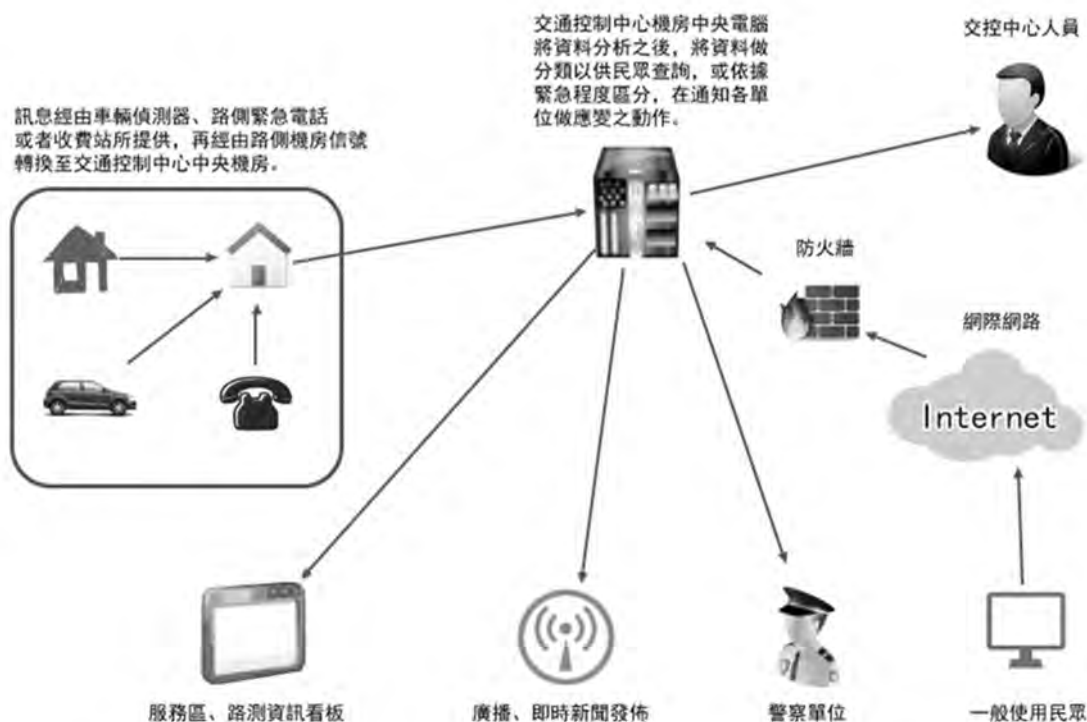 交通控制中心機房中央電腦
將資料分析之後，將資料做
分類以供民眾查詢，或依據
緊急程度區分，在通知各單
位做應變之動作。
交控中心人員
訊息經由車輛偵測器、路側緊急電話
或者收費站所提供，再經由路側機房信號
轉換至交通控制中心中央機房。
防火牆
網際網路
Internet
服務區、路測資訊看板
廣播、即時新聞發佈
警察單位
一般使用民眾